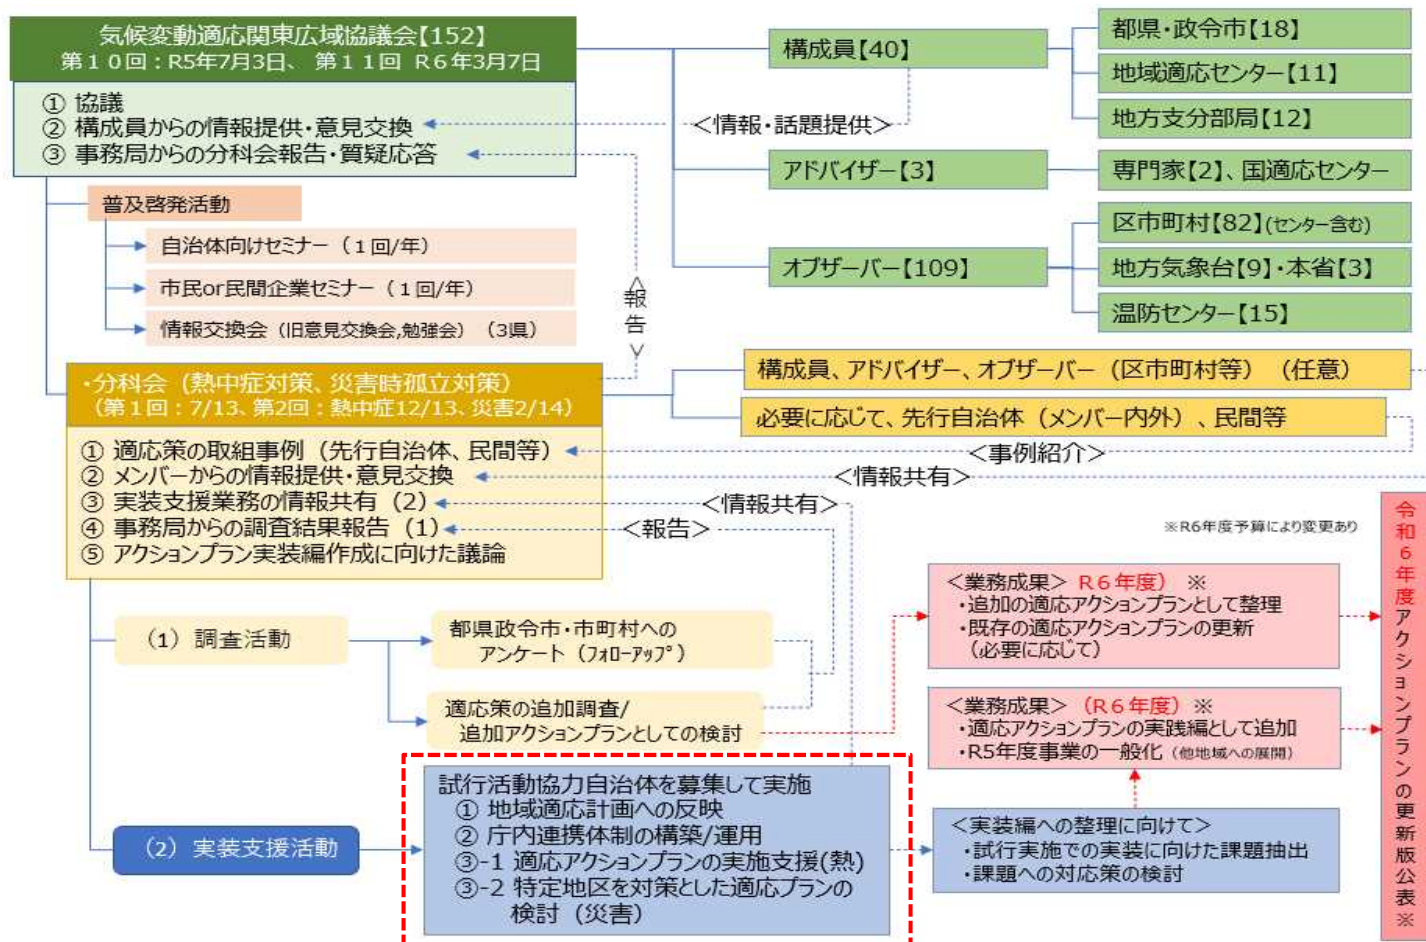 気候変動適応関東広域協議会【152】
第１０回：R5年7月3日、 第１１回 R６年3月7日
① 協議
② 構成員からの情報提供・意見交換
③ 事務局からの分科会報告・質疑応答
構成員【40】
都県・政令市【18】
地域適応センター【11】
地方支分部局【12】
＜情報・話題提供＞
アドバイザー【3】
専門家【2】、国適応センター
オブザーバー【109】
区市町村【82】(センター含む)
地方気象台【9】・本省【3】
温防センター【15】
普及啓発活動
自治体向けセミナー（１回/年）
市民or民間企業セミナー（１回/年）
情報交換会（旧意見交換会,勉強会）（3県）
＜報告＞
・分科会（熱中症対策、災害時孤立対策）
（第１回：7/13、第2回：熱中症12/13、災害2/14）
① 適応策の取組事例（先行自治体、民間等）
② メンバーからの情報提供・意見交換
③ 実装支援業務の情報共有（2）
④ 事務局からの調査結果報告（1）
⑤ アクションプラン実装編作成に向けた議論
構成員、アドバイザー、オブザーバー（区市町村等）（任意）
必要に応じて、先行自治体（メンバー内外）、民間等
＜事例紹介＞
＜情報共有＞
＜情報共有＞
＜報告＞
※R6年度予算により変更あり
（1）調査活動
都県政令市・市町村への
アンケート（ﾌｫﾛｰｱｯﾌﾟ）
適応策の追加調査/
追加アクションプランとしての検討
＜業務成果＞ R６年度） ※
・追加の適応アクションプランとして整理
・既存の適応アクションプランの更新
（必要に応じて）
＜業務成果＞（R６年度）※
・適応アクションプランの実践編として追加
・R5年度事業の一般化（他地域への展開）
（2）実装支援活動
試行活動協力自治体を募集して実施
① 地域適応計画への反映
② 庁内連携体制の構築/運用
③-1 適応アクションプランの実施支援(熱)
③-2 特定地区を対策とした適応プランの
検討（災害）
＜実装編への整理に向けて＞
・試行実施での実装に向けた課題抽出
・課題への対応策の検討
令和６年度アクションプランの更新版公表※